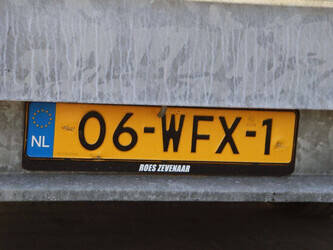 NL 06-WFX-1
ROES ZEVENAAR